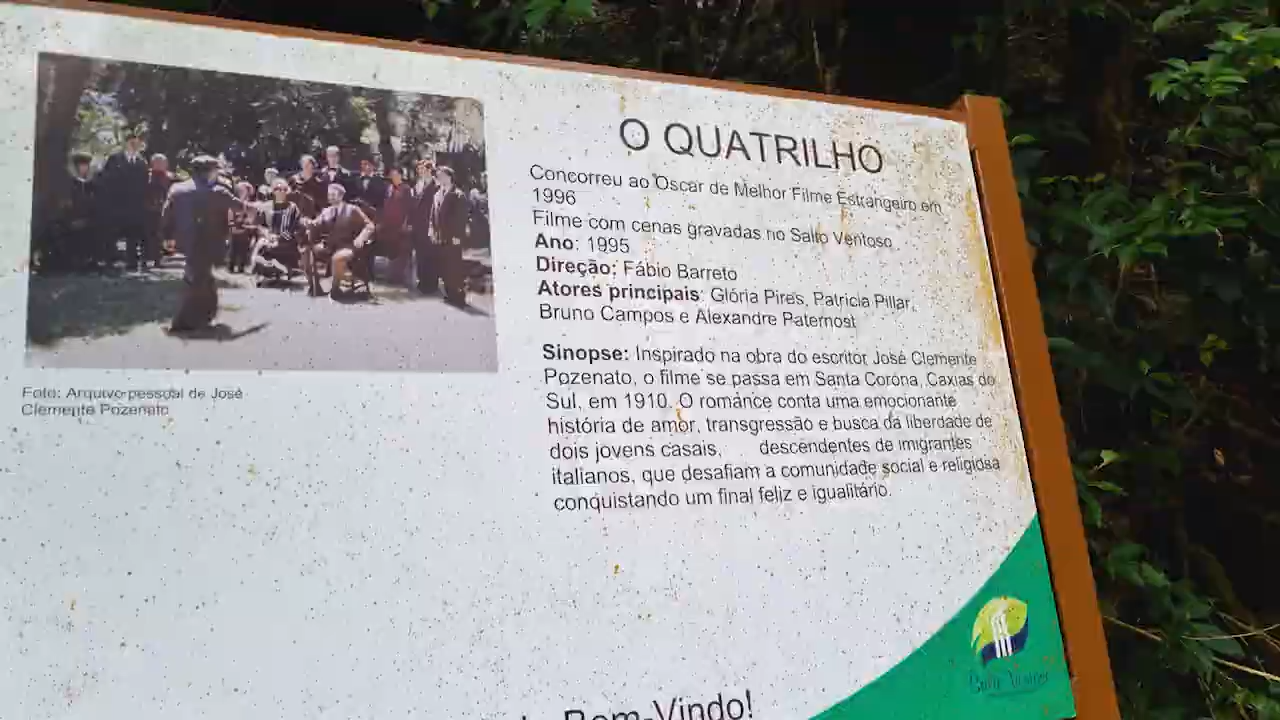 O QUATRILHO
Concorreu ao Oscar de Melhor Filme Estrangeiro em
1996
Filme com cenas gravadas no Salto Ventoso
Ano: 1995
Direção: Fábio Barreto
Atores principais: Glória Pires, Patricia Pillar,
Bruno Campos e Alexandre Paternost
Sinopse: Inspirado na obra do escritor José Clemente
Pozenato, o filme se passa em Santa Corona, Caxias do
Sul, em 1910. O romance conta uma emocionante
história de amor, transgressão e busca da liberdade de
dois jovens casais, descendentes de imigrantes
italianos, que desafiam a comunidade social e religiosa
conquistando um final feliz e igualitário.
Foto: Arquivo pessoal de José
Clemente Pozenato
Bem-Vindo!